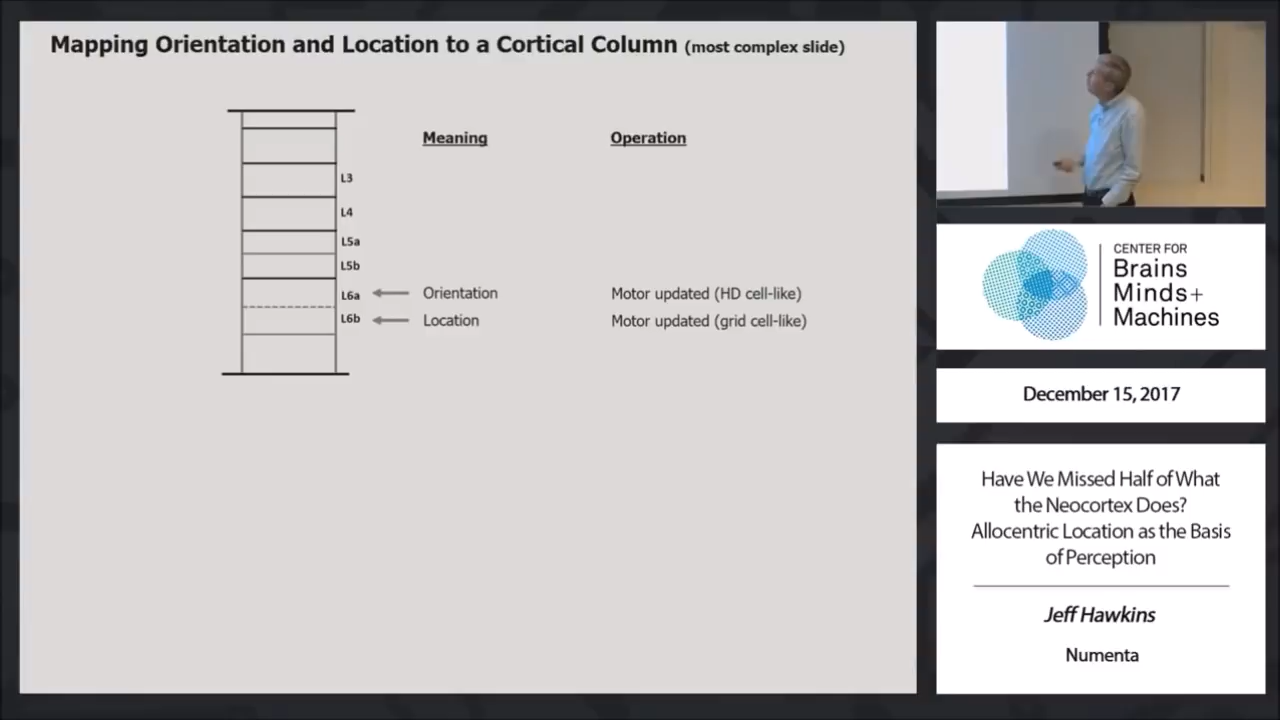 Mapping Orientation and Location to a Cortical Column (most complex slide)
Meaning Operation
L3
L4
L5a
L5b
L6a Orientation Motor updated (HD cell-like)
L6b Location Motor updated (grid cell-like)
CENTER FOR
Brains
Minds+
Machines
December 15, 2017
Have We Missed Half of What
the Neocortex Does?
Allocentric Location as the Basis
of Perception
Jeff Hawkins
Numenta